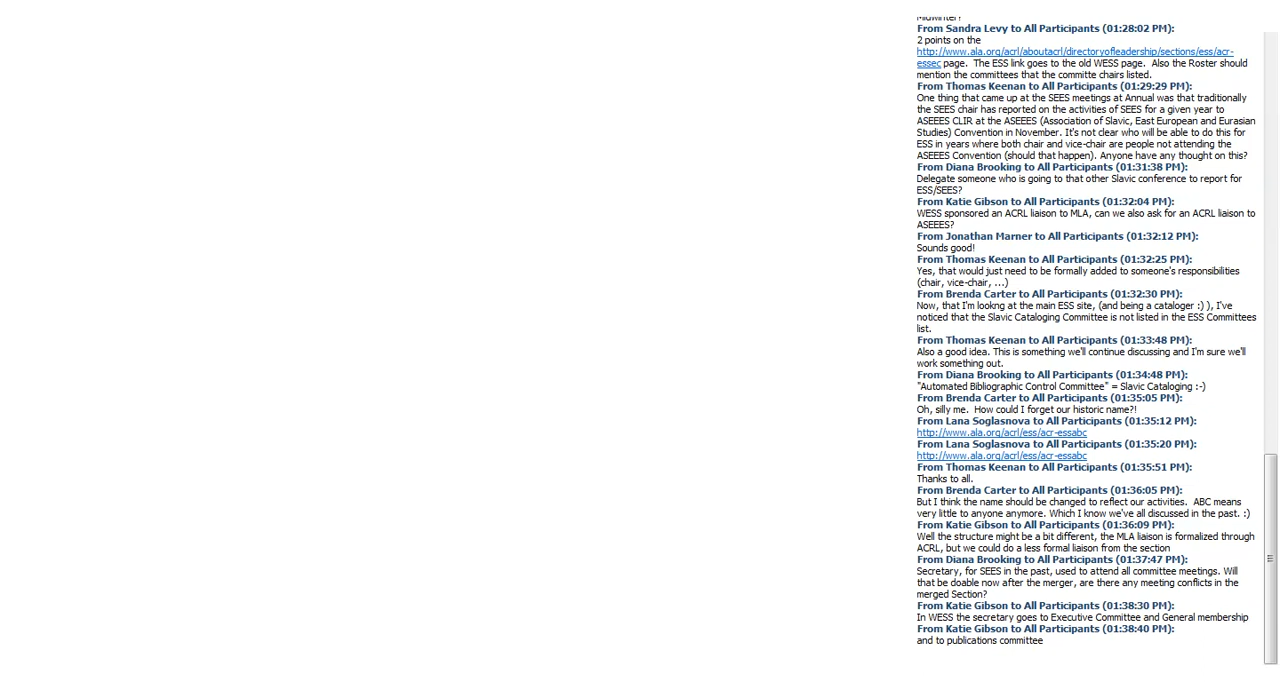 Midwinter?
From Sandra Levy to All Participants (01:28:02 PM):
2 points on the
http://www.ala.org/acrl/aboutacrl/directoryofleadership/sections/ess/acr-
essec page.  The ESS link goes to the old WESS page.  Also the Roster should
mention the committees that the committe chairs listed.
From Thomas Keenan to All Participants (01:29:29 PM):
One thing that came up at the SEES meetings at Annual was that traditionally
the SEES chair has reported on the activities of SEES for a given year to
ASEEES CLIR at the ASEEES (Association of Slavic, East European and Eurasian
Studies) Convention in November. It's not clear who will be able to do this for
ESS in years where both chair and vice-chair are people not attending the
ASEEES Convention (should that happen). Anyone have any thought on this?
From Diana Brooking to All Participants (01:31:38 PM):
Delegate someone who is going to that other Slavic conference to report for
ESS/SEES?
From Katie Gibson to All Participants (01:32:04 PM):
WESS sponsored an ACRL liaison to MLA, can we also ask for an ACRL liaison to
ASEEES?
From Jonathan Marner to All Participants (01:32:12 PM):
Sounds good!
From Thomas Keenan to All Participants (01:32:25 PM):
Yes, that would just need to be formally added to someone's responsibilities
(chair, vice-chair, ...)
From Brenda Carter to All Participants (01:32:30 PM):
Now, that I'm lookng at the main ESS site, (and being a cataloger :) ), I've
noticed that the Slavic Cataloging Committee is not listed in the ESS Committees
list.
From Thomas Keenan to All Participants (01:33:48 PM):
Also a good idea. This is something we'll continue discussing and I'm sure we'll
work something out.
From Diana Brooking to All Participants (01:34:48 PM):
"Automated Bibliographic Control Committee" = Slavic Cataloging :-)
From Brenda Carter to All Participants (01:35:05 PM):
Oh, silly me.  How could I forget our historic name?!
From Lana Soglasnova to All Participants (01:35:12 PM):
http://www.ala.org/acrl/ess/acr-essabc
From Lana Soglasnova to All Participants (01:35:20 PM):
http://www.ala.org/acrl/ess/acr-essabc
From Thomas Keenan to All Participants (01:35:51 PM):
Thanks to all.
From Brenda Carter to All Participants (01:36:05 PM):
But I think the name should be changed to reflect our activities.  ABC means
very little to anyone anymore. Which I know we've all discussed in the past. :)
From Katie Gibson to All Participants (01:36:09 PM):
Well the structure might be a bit different, the MLA liaison is formalized through
ACRL, but we could do a less formal liaison from the section
From Diana Brooking to All Participants (01:37:47 PM):
Secretary, for SEES in the past, used to attend all committee meetings. Will
that be doable now after the merger, are there any meeting conflicts in the
merged Section?
From Katie Gibson to All Participants (01:38:30 PM):
In WESS the secretary goes to Executive Committee and General membership
From Katie Gibson to All Participants (01:38:40 PM):
and to publications committee